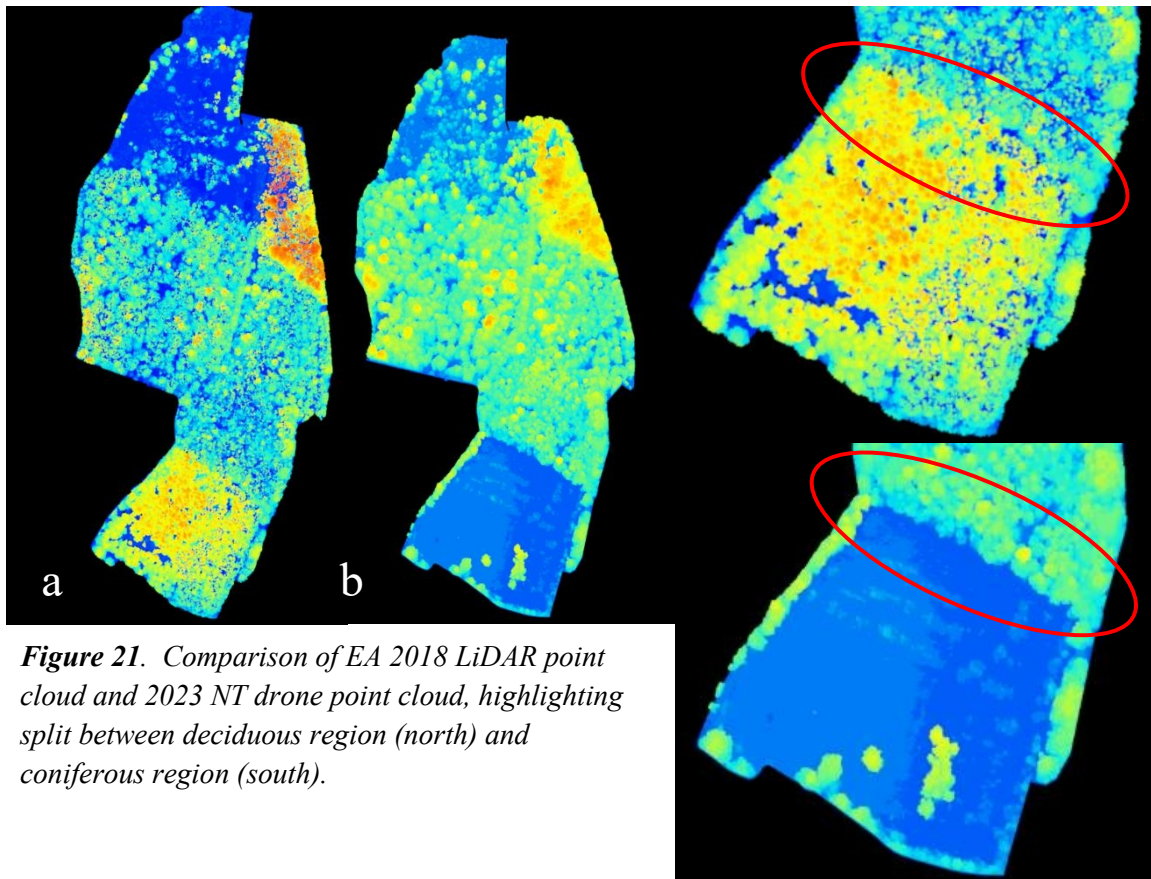 a
b
Figure 21. Comparison of EA 2018 LiDAR point
cloud and 2023 NT drone point cloud, highlighting
split between deciduous region (north) and
coniferous region (south).